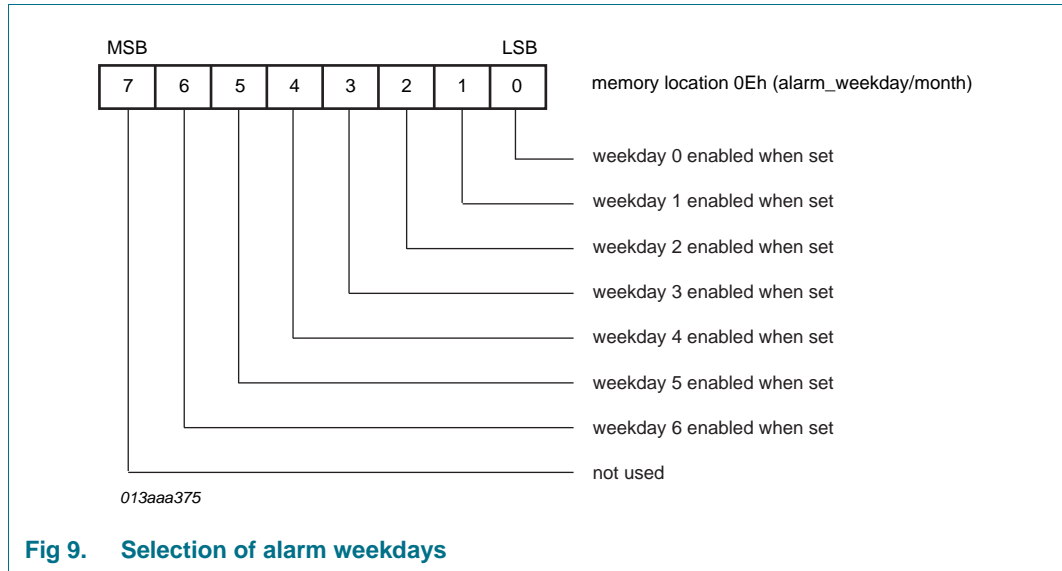 MSB LSB
7 6 5 4 3 2 1 0 memory location 0Eh (alarm_weekday/month)
weekday 0 enabled when set
weekday 1 enabled when set
weekday 2 enabled when set
weekday 3 enabled when set
weekday 4 enabled when set
weekday 5 enabled when set
weekday 6 enabled when set
not used
013aaa375
Fig 9. Selection of alarm weekdays